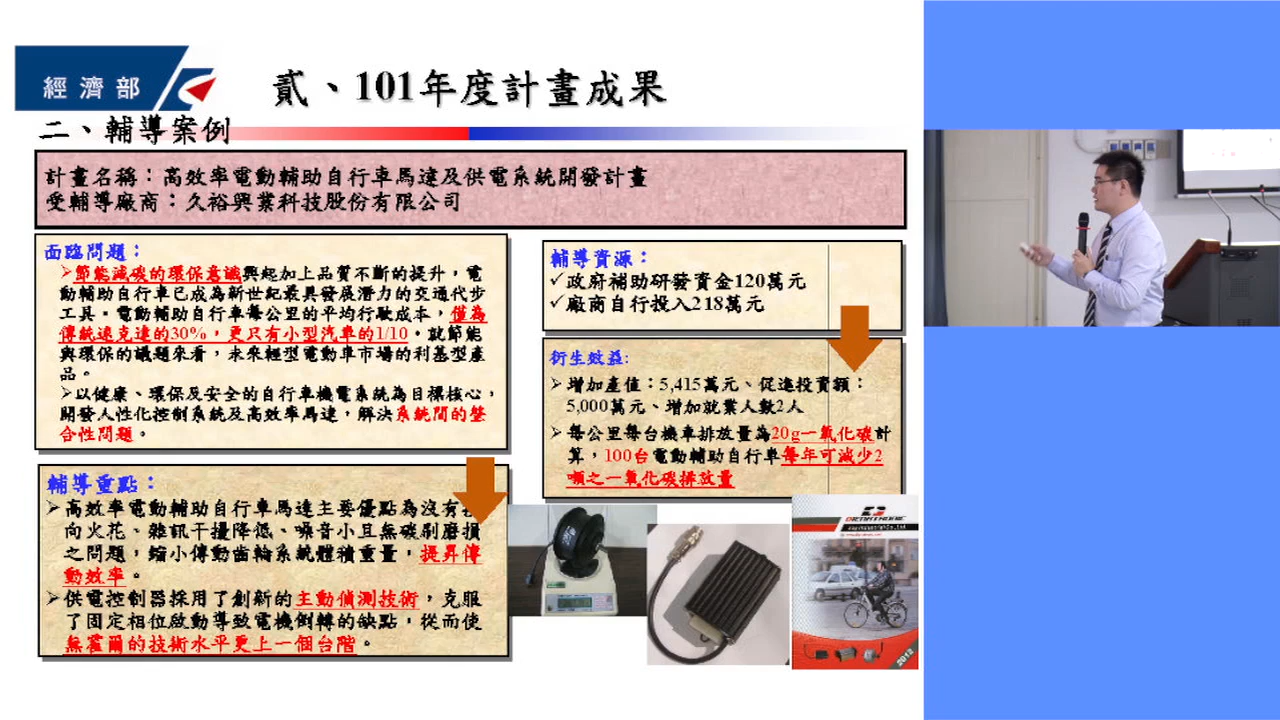 經濟部
貳、101年度計畫成果
二、輔導案例
計畫名稱：高效率電動輔助自行車馬達及供電系統開發計畫
受輔導廠商：久裕興業科技股份有限公司
面臨問題：
➢節能減碳的環保意識興起加上品質不斷的提升，電
動輔助自行車已成為新世紀最具發展潛力的交通代步
工具。電動輔助自行車每公里的平均行駛成本，僅為
傳統速克達的30%，更只有小型汽車的1/10。就節能
與環保的議題來看，未來輕型電動車市場的利基型產
品。
➢以健康、環保及安全的自行車機電系統為目標核心，
開發人性化控制系統及高效率馬達，解決系統間的整
合性問題。
輔導重點：
➢高效率電動輔助自行車馬達主要優點為沒有
向火花、雜訊干擾降低、噪音小且無碳刷磨損
之問題，縮小傳動齒輪系統體積重量，提昇傳
動效率。
➢供電控制器採用了創新的主動偵測技術，克服
了固定相位啟動導致電機倒轉的缺點，從而使
無霍爾的技術水平更上一個台階。
輔導資源：
✓政府補助研發資金120萬元
✓廠商自行投入218萬元
衍生效益:
➢增加產值：5,415萬元、促進投資額：
5,000萬元、增加就業人數2人
➢每公里每台機車排放量為20g一氧化碳計
算，100台電動輔助自行車每年可減少2
噸之一氧化碳排放量
2012